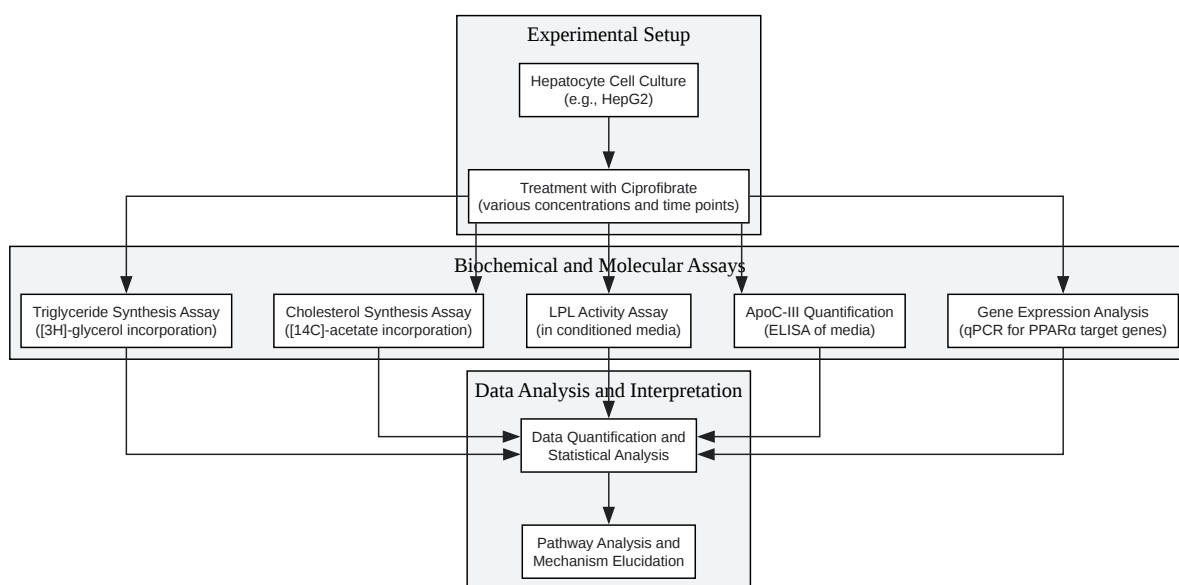 Experimental Setup
Hepatocyte Cell Culture
(e.g., HepG2)
Treatment with Ciprofibrate
(various concentrations and time points)
Biochemical and Molecular Assays
Triglyceride Synthesis Assay
([3H]-glycerol incorporation)
Cholesterol Synthesis Assay
([14C]-acetate incorporation)
LPL Activity Assay
(in conditioned media)
ApoC-III Quantification
(ELISA of media)
Gene Expression Analysis
(qPCR for PPARα target genes)
Data Analysis and Interpretation
Data Quantification and
Statistical Analysis
Pathway Analysis and
Mechanism Elucidation